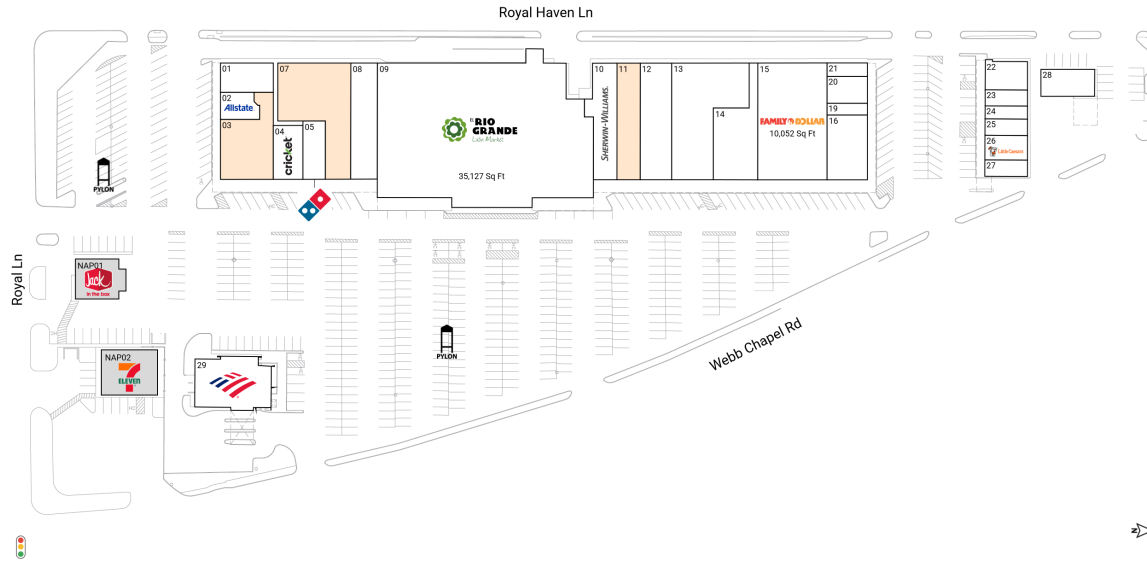 Royal Haven Ln
01
07
08
09
10
11
12
13
15
21
22
28
20
02
Allstate
23
19
14
24
16
03
04
05
cricket
EL RIO
GRANDE
Latin Market
SHERWIN-WILLIAMS.
FAMILY DOLLAR
10,052 Sq Ft
25
26
Little Caesars
27
35,127 Sq Ft
PYLON
Royal Ln
NAP01
Jack
in the box
PYLON
Webb Chapel Rd
NAP02
7
ELEVEN
29
N